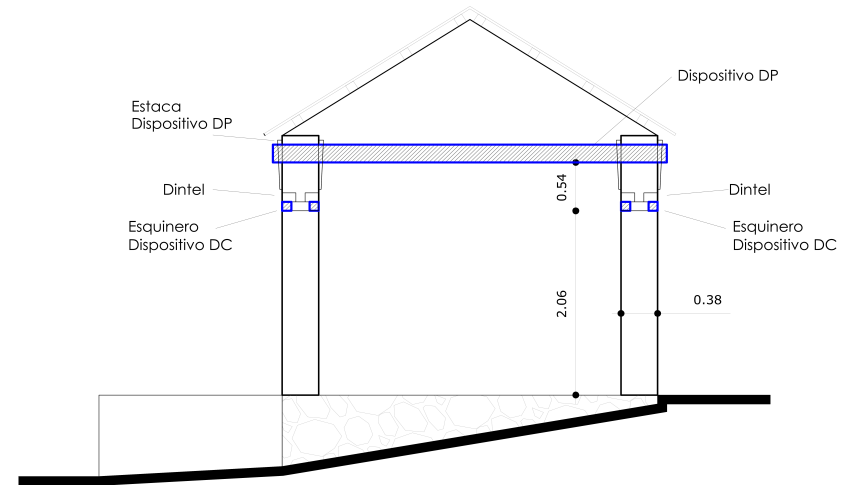 Dispositivo DP
Estaca
Dispositivo DP
Dintel
Dintel
Esquinero
Dispositivo DC
Esquinero
Dispositivo DC
0.54
2.06
0.38